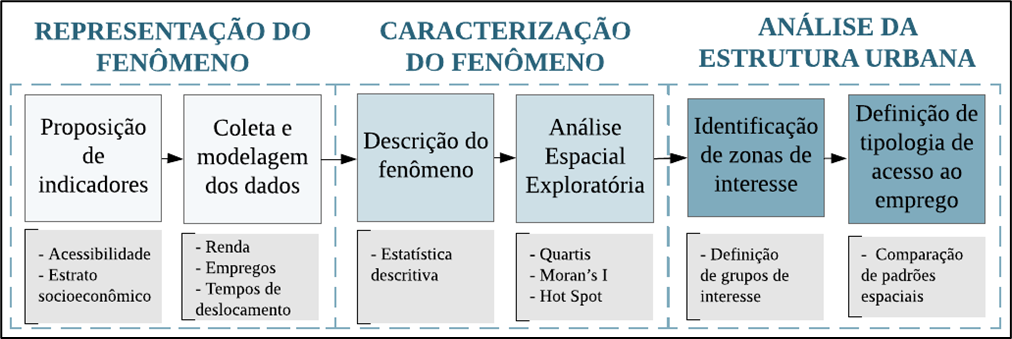 REPRESENTAÇÃO DO
FENÔMENO
Proposição
de
indicadores
Coleta e
modelagem
dos dados
- Acessibilidade
- Estrato
socioeconômico
- Renda
- Empregos
- Tempos de
deslocamento
CARACTERIZAÇÃO
DO FENÔMENO
Descrição do
fenômeno
Análise
Espacial
Exploratória
- Estatística
descritiva
- Quartis
- Moran's I
- Hot Spot
ANÁLISE DA
ESTRUTURA URBANA
Identificação
de zonas de
interesse
Definição de
tipologia de
acesso ao
emprego
- Definição
de grupos de
interesse
- Comparação
de padrões
espaciais